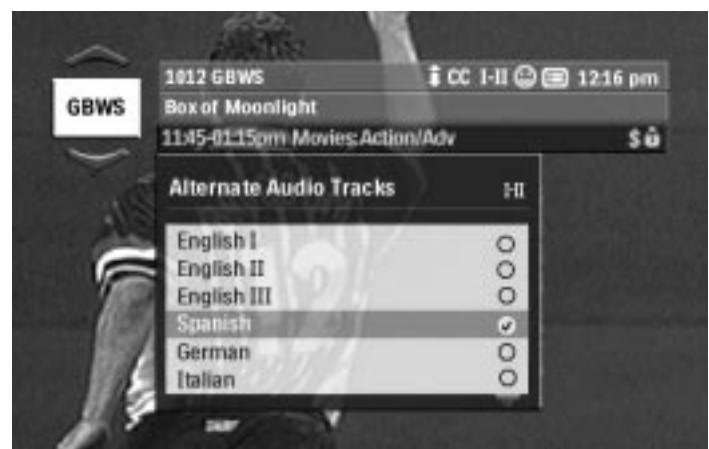 1012 GBWS CC I-II 12:16 pm
GBWS
Box of Moonlight
11:45-01:15pm Movies:Action/Adv $
Alternate Audio Tracks I-II
English I
English II
English III
Spanish
German
Italian